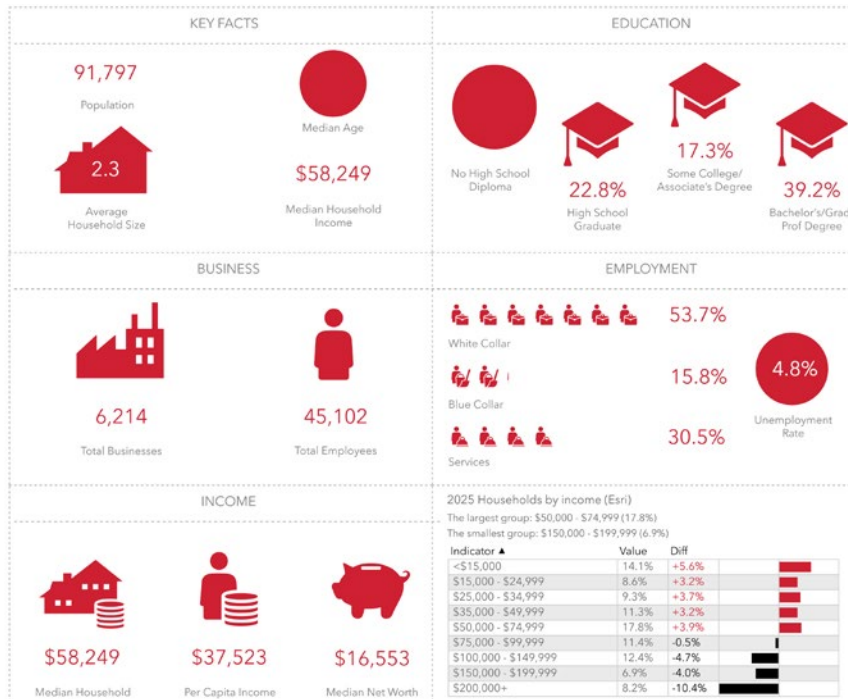 KEY FACTS
91,797
Population
Median Age
2.3
Average
Household Size
$58,249
Median Household
Income
EDUCATION
No High School
Diploma
22.8%
High School
Graduate
17.3%
Some College/
Associate's Degree
39.2%
Bachelor's/Grad
Prof Degree
BUSINESS
6,214
Total Businesses
45,102
Total Employees
EMPLOYMENT
53.7%
White Collar
15.8%
Blue Collar
30.5%
Services
4.8%
Unemployment
Rate
INCOME
$58,249
Median Household
$37,523
Per Capita Income
$16,553
Median Net Worth
2025 Households by income (Esri)
The largest group: $50,000 - $74,999 (17.8%)
The smallest group: $150,000 - $199,999 (6.9%)
Indicator ▲ Value Diff
<$15,000 14.1% +5.6%
$15,000 - $24,999 8.6% +3.2%
$25,000 - $34,999 9.3% +3.7%
$35,000 - $49,999 11.3% +3.2%
$50,000 - $74,999 17.8% +3.9%
$75,000 - $99,999 11.4% -0.5%
$100,000 - $149,999 12.4% -4.7%
$150,000 - $199,999 6.9% -4.0%
$200,000+ 8.2% -10.4%